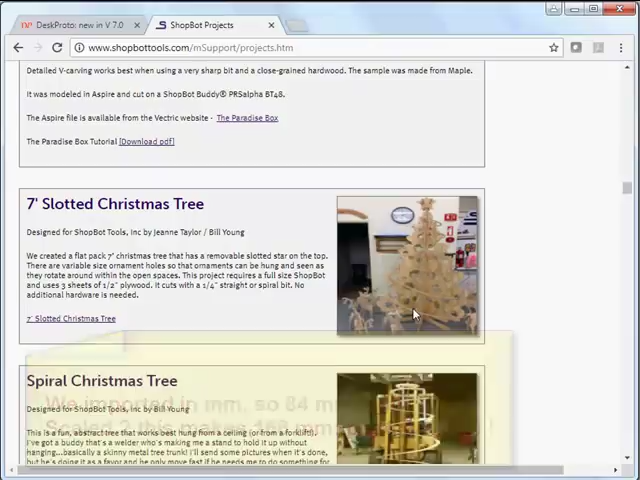 DeskProto: new in V 7.0
ShopBot Projects
www.shopbottools.com/mSupport/projects.htm
Detailed V-carving works best when using a very sharp bit and a close-grained hardwood. The sample was made from Maple.
It was modeled in Aspire and cut on a ShopBot Buddy® PRSalpha BT48.
The Aspire file is available from the Vectric website - The Paradise Box
The Paradise Box Tutorial [Download pdf]
7' Slotted Christmas Tree
Designed for ShopBot Tools, Inc by Jeanne Taylor / Bill Young
We created a flat pack 7' christmas tree that has a removable slotted star on the top.
There are variable size ornament holes so that ornaments can be hung and seen as
they rotate around within the open spaces. This project requires a full size ShopBot
and uses 3 sheets of 1/2" plywood. It cuts with a 1/4" straight or spiral bit. No
additional hardware is needed.
7' Slotted Christmas Tree
Spiral Christmas Tree
We imported in mm, so 84 mm
Designed for ShopBot Tools, Inc by Bill Young
Scaled 2 this makes 168 mm
This is a fun, abstract tree that works best hung from a ceiling (or from a forklift).
I've got a buddy that's a welder who's making me a stand to hold it up without
hanging...basically a skinny metal tree trunk! I'll send some pictures when it's done,
but he's doing it as a favor and he only move fast if he needs me to do something for